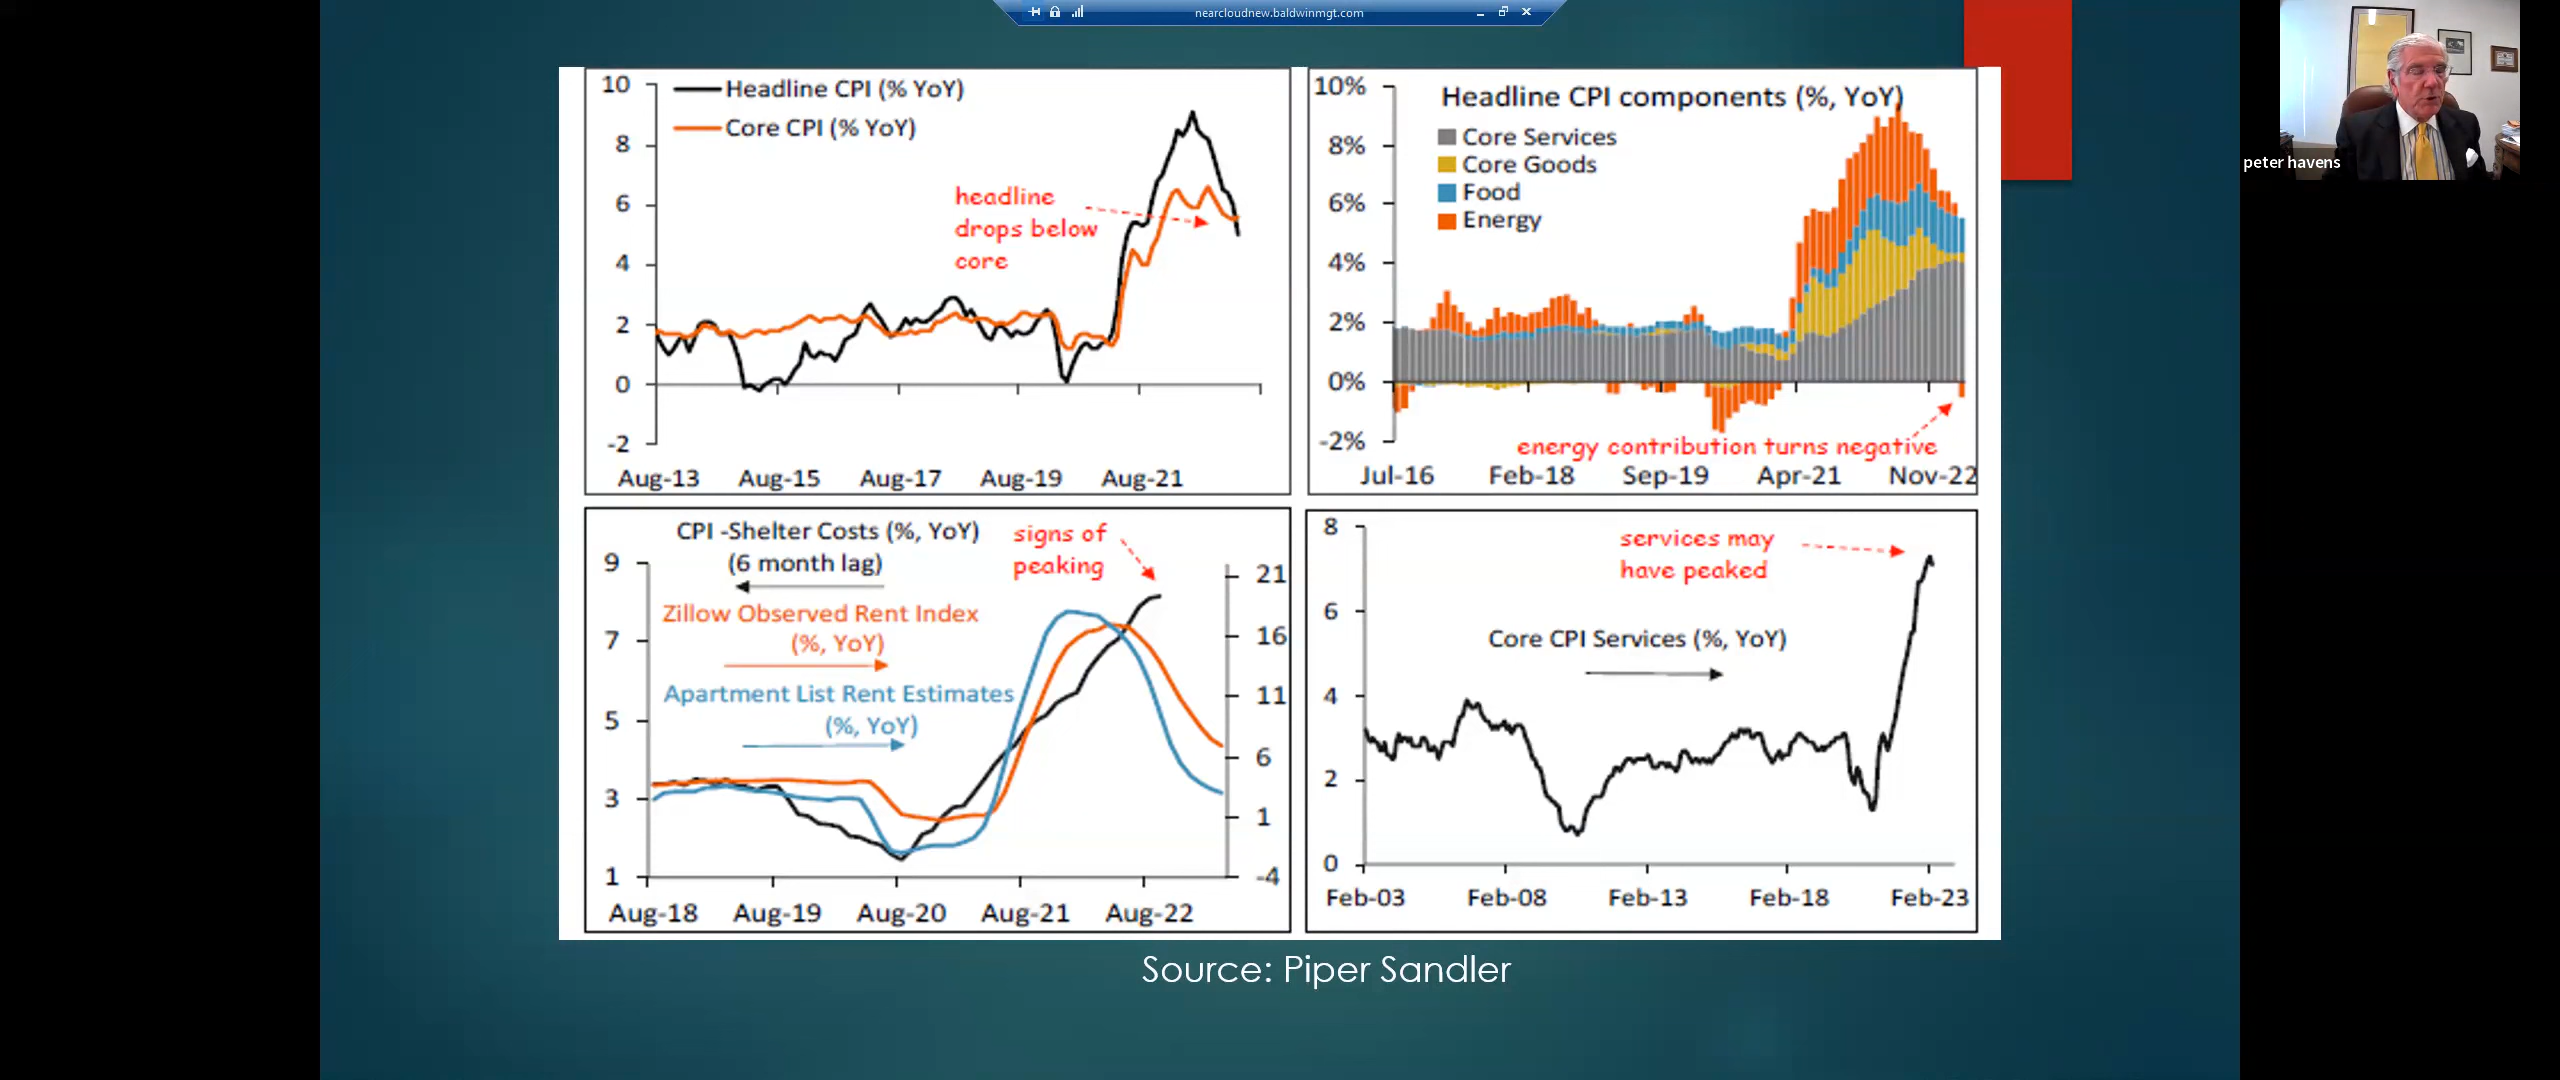 nearcloudnew.baldwinmgt.com
peter havens
10
8
6
4
2
0
-2
Headline CPI (% YoY)
Core CPI (% YoY)
headline
drops below
core
Aug-13 Aug-15 Aug-17 Aug-19 Aug-21
10%
8%
6%
4%
2%
0%
-2%
Headline CPI components (%, YoY)
Core Services
Core Goods
Food
Energy
energy contribution turns negative
Jul-16 Feb-18 Sep-19 Apr-21 Nov-22
CPI -Shelter Costs (%, YoY)
(6 month lag)
signs of
peaking
Zillow Observed Rent Index
(%, YoY)
Apartment List Rent Estimates
(%, YoY)
9
7
5
3
1
21
16
11
6
1
-4
Aug-18 Aug-19 Aug-20 Aug-21 Aug-22
8
6
4
2
0
services may
have peaked
Core CPI Services (%, YoY)
Feb-03 Feb-08 Feb-13 Feb-18 Feb-23
Source: Piper Sandler